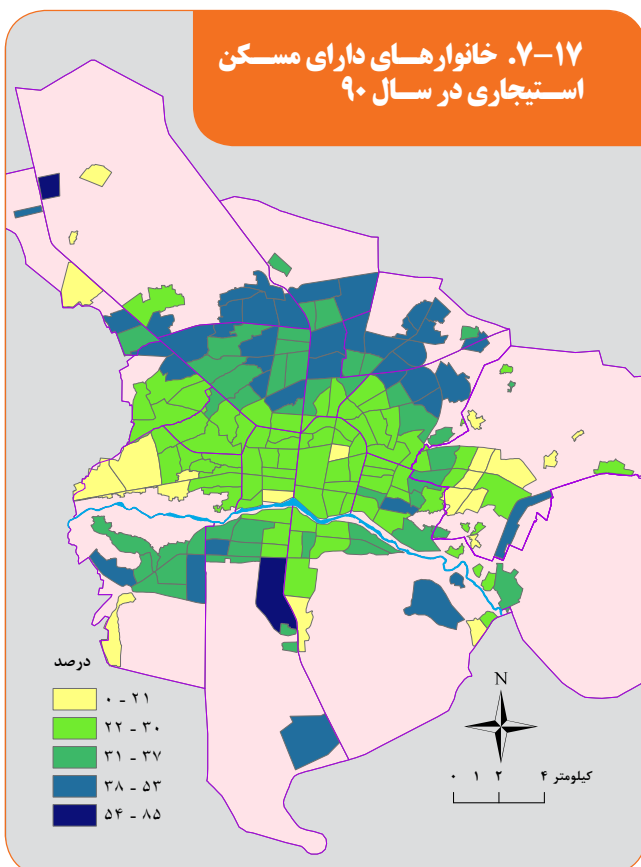 ۱۷-۷. خانوارهای دارای مسکن
استیجاری در سال ۹۰
درصد
۰ - ۲۱
۲۲ - ۳۰
۳۱ - ۳۷
۳۸ - ۵۳
۵۴ - ۸۵
N
۰ ۱ ۲ ۴ کیلومتر